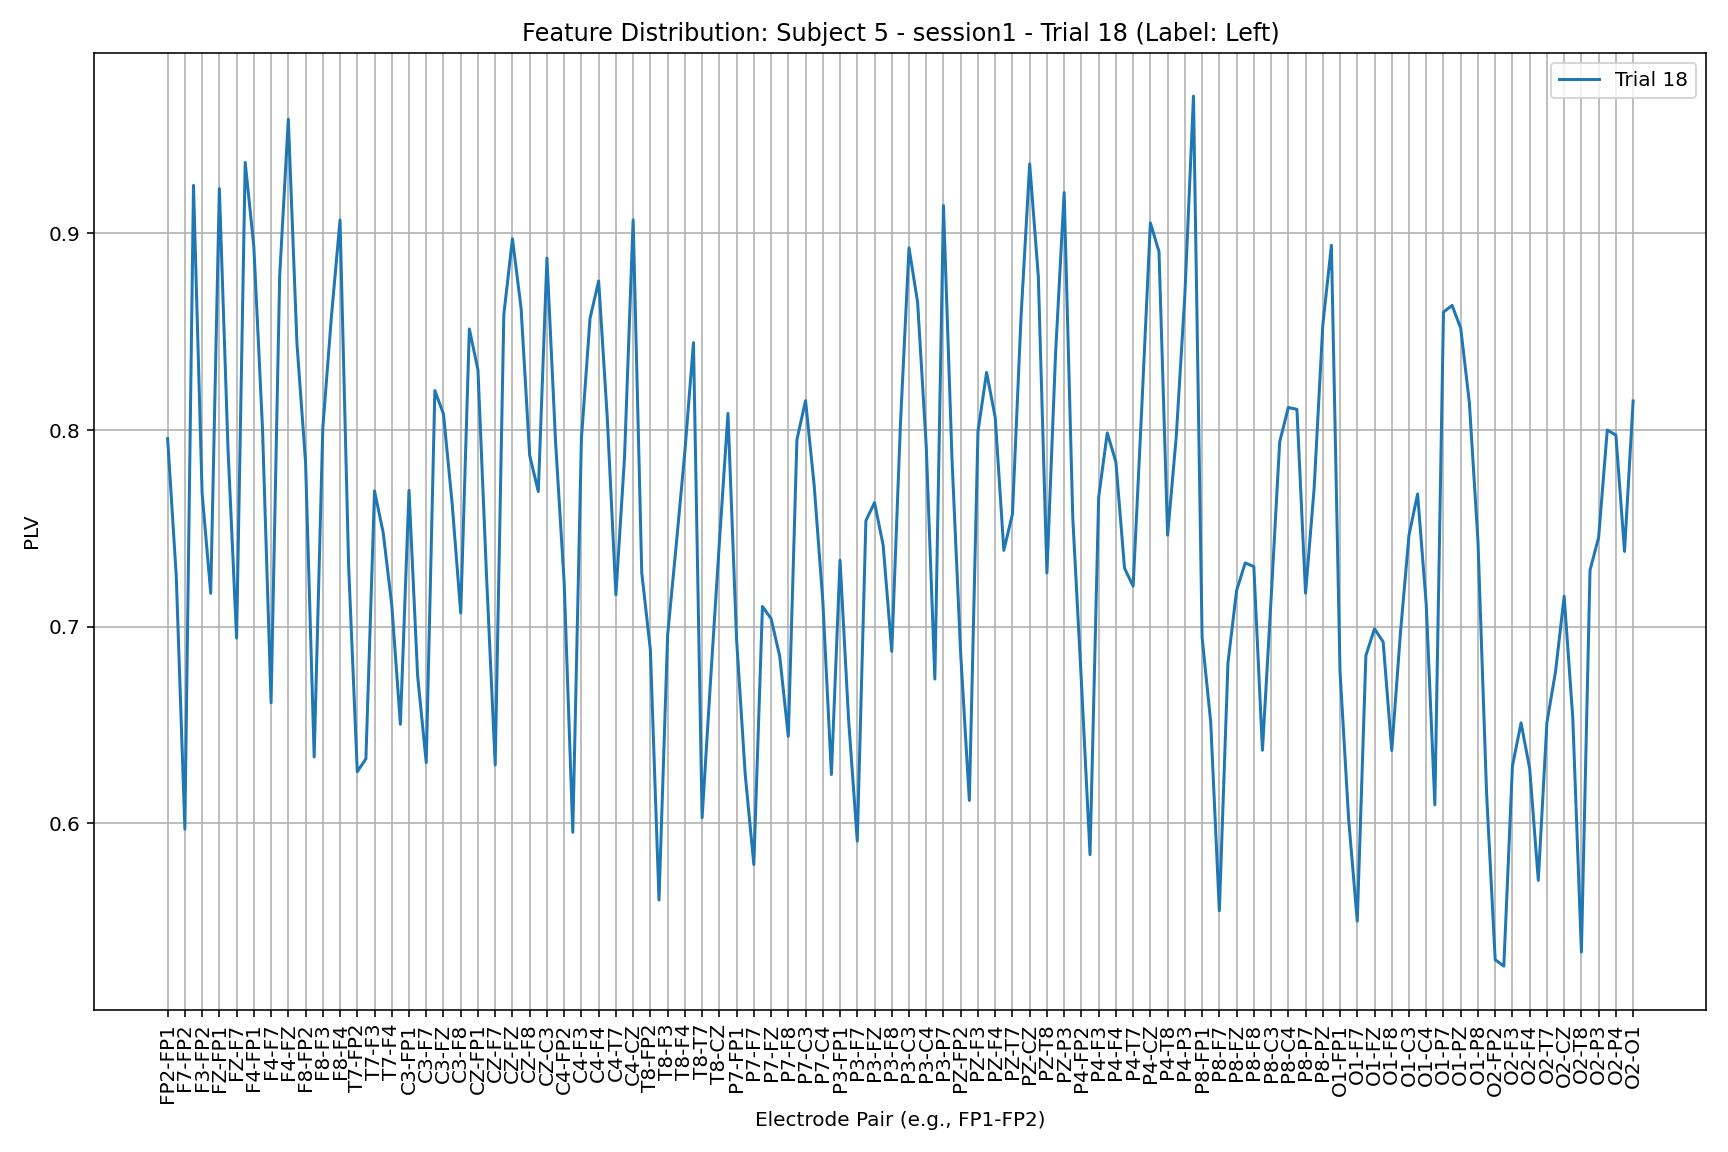 Feature Distribution: Subject 5 - session1 - Trial 18 (Label: Left)
Trial 18
0.9
0.8
0.7
0.6
PLV
FP2-FP1
F7-FP2
F3-FP2
FZ-FP1
FZ-F7
F4-FP1
F4-F7
F4-FZ
F8-FP2
F8-F3
F8-F4
T7-FP2
T7-F3
T7-F4
C3-FP1
C3-F7
C3-FZ
C3-F8
CZ-FP1
CZ-F7
CZ-FZ
CZ-F8
CZ-C3
C4-FP2
C4-F3
C4-F4
C4-T7
C4-CZ
T8-FP2
T8-F3
T8-F4
T8-T7
T8-CZ
P7-FP1
P7-F7
P7-FZ
P7-F8
P7-C3
P7-C4
P3-FP1
P3-F7
P3-FZ
P3-F8
P3-C3
P3-C4
P3-P7
PZ-FP2
PZ-F3
PZ-F4
PZ-T7
PZ-CZ
PZ-T8
PZ-P3
P4-FP2
P4-F3
P4-F4
P4-T7
P4-CZ
P4-T8
P4-P3
P8-FP1
P8-F7
P8-FZ
P8-F8
P8-C3
P8-C4
P8-P7
P8-PZ
O1-FP1
O1-F7
O1-FZ
O1-F8
O1-C3
O1-C4
O1-P7
O1-PZ
O1-P8
O2-FP2
O2-F3
O2-F4
O2-T7
O2-CZ
O2-T8
O2-P3
O2-P4
O2-O1
Electrode Pair (e.g., FP1-FP2)